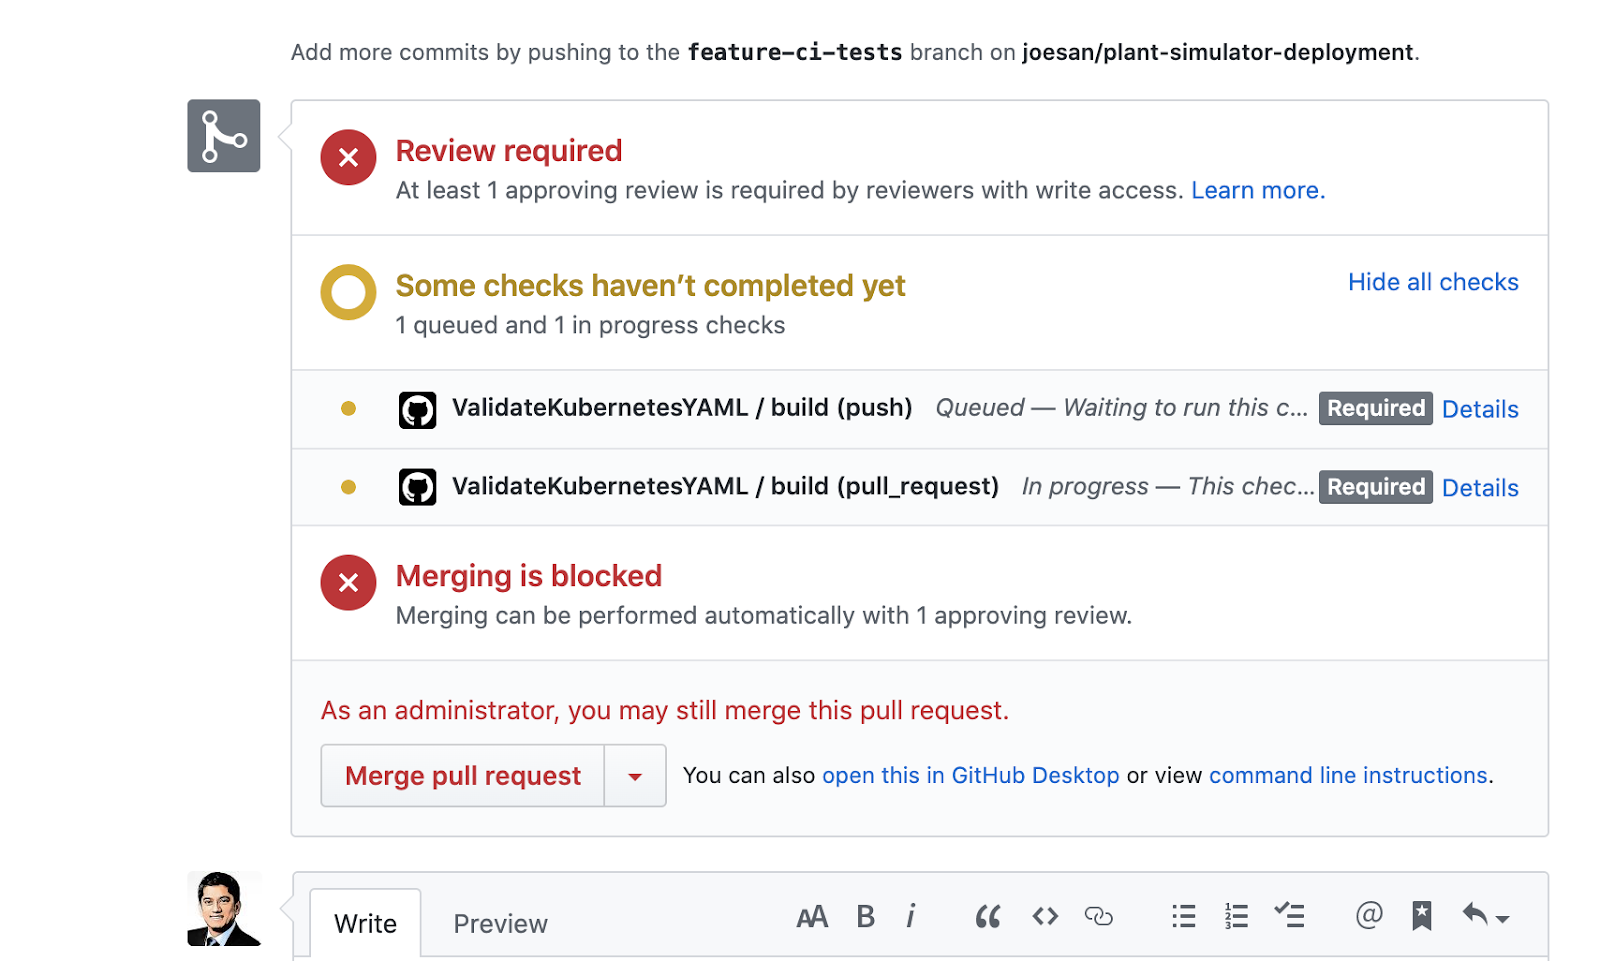 Add more commits by pushing to the feature-ci-tests branch on joesan/plant-simulator-deployment.
Review required
At least 1 approving review is required by reviewers with write access. Learn more.
Some checks haven’t completed yet
Hide all checks
1 queued and 1 in progress checks
ValidateKubernetesYAML / build (push) Queued — Waiting to run this c... Required Details
ValidateKubernetesYAML / build (pull_request) In progress — This chec... Required Details
Merging is blocked
Merging can be performed automatically with 1 approving review.
As an administrator, you may still merge this pull request.
Merge pull request You can also open this in GitHub Desktop or view command line instructions.
Write Preview